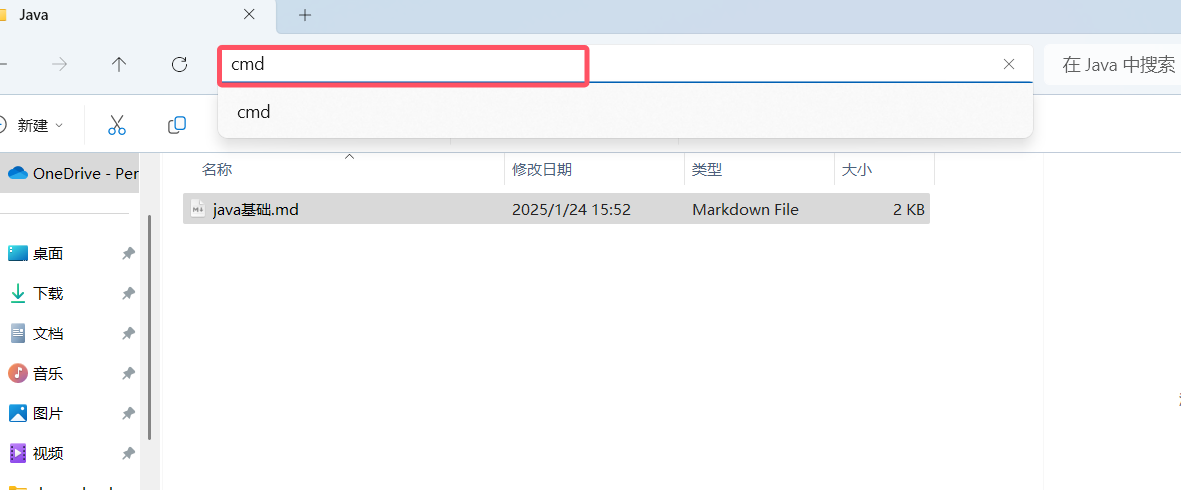 Java
cmd
在 Java 中搜索
cmd
新建
名称 修改日期 类型 大小
OneDrive - Per
java基础.md 2025/1/24 15:52 Markdown File 2 KB
桌面
下载
文档
音乐
图片
视频